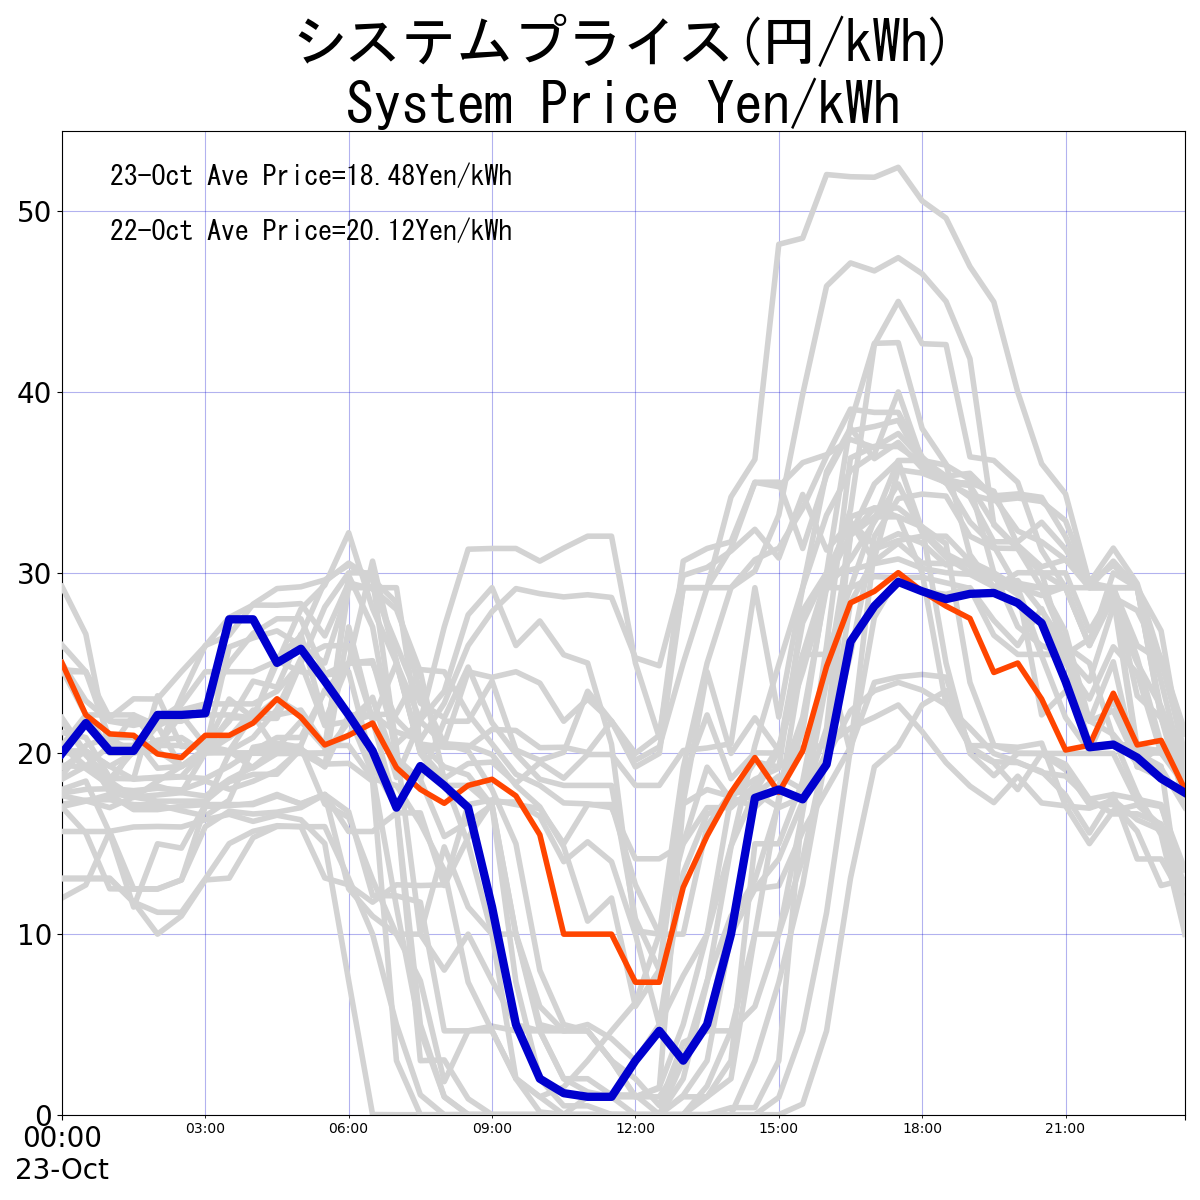 システムプライス(円/kWh)
System Price Yen/kWh
23-Oct Ave Price=18.48Yen/kWh
22-Oct Ave Price=20.12Yen/kWh
50
40
30
20
10
0
00:00 03:00 06:00 09:00 12:00 15:00 18:00 21:00
23-Oct